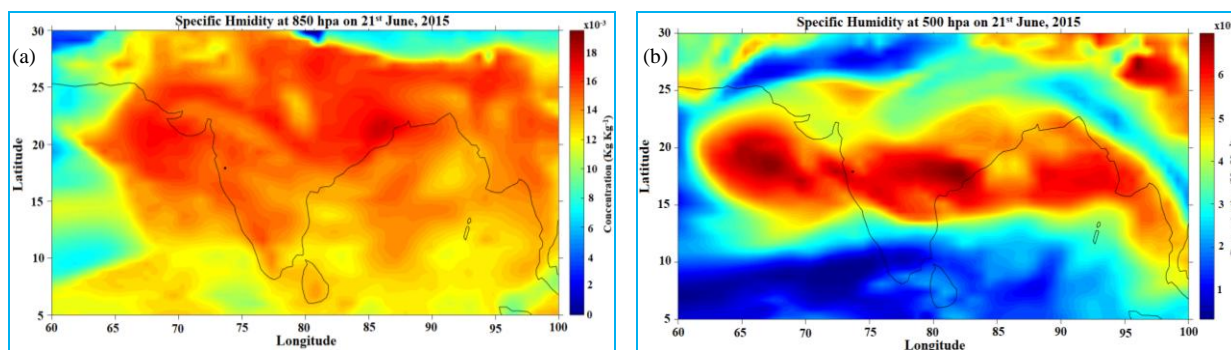 Specific Hmidity at 850 hpa on 21st June, 2015
(a)
Latitude
30
25
20
15
10
5
60 65 70 75 80 85 90 95 100
Longitude
×10⁻³
18
16
14
12
10
8
6
4
2
0
Concentration (Kg Kg⁻¹)
Specific Humidity at 500 hpa on 21st June, 2015
(b)
Latitude
30
25
20
15
10
5
60 65 70 75 80 85 90 95 100
Longitude
x10
6
5
4
3
2
1